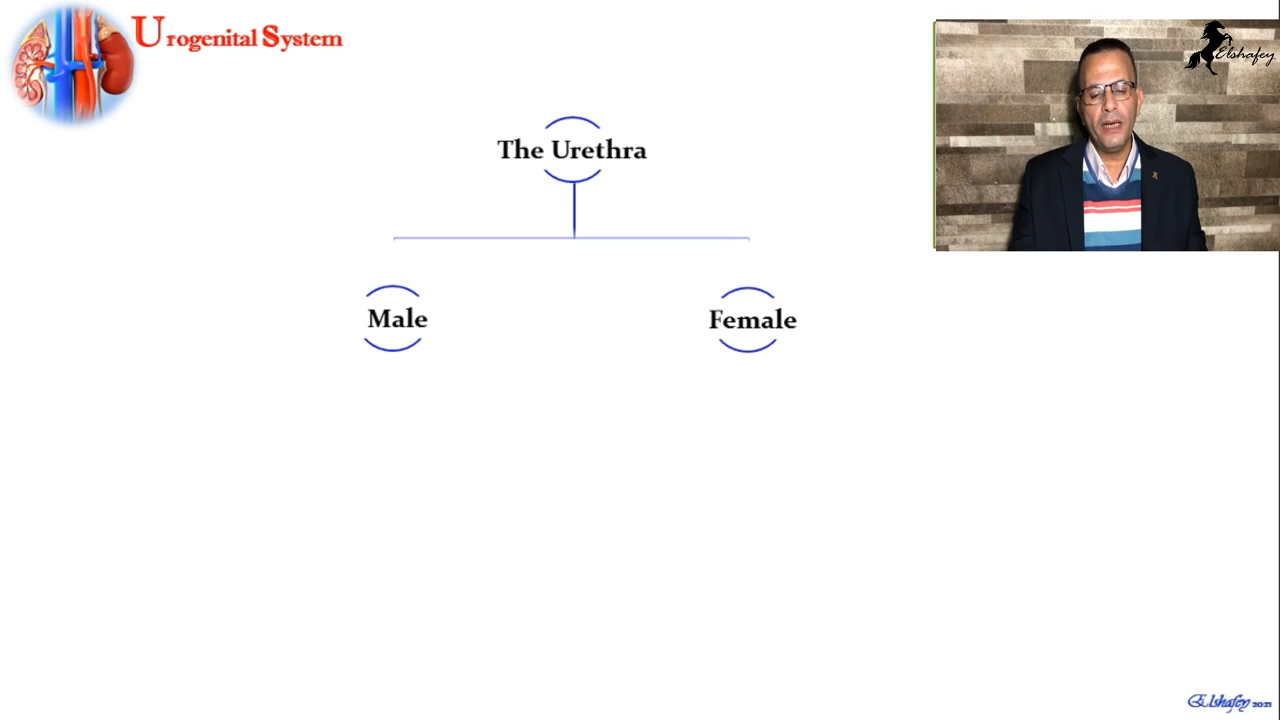 Urogenital System
Elshafey
The Urethra
Male
Female
Elshafey 2021